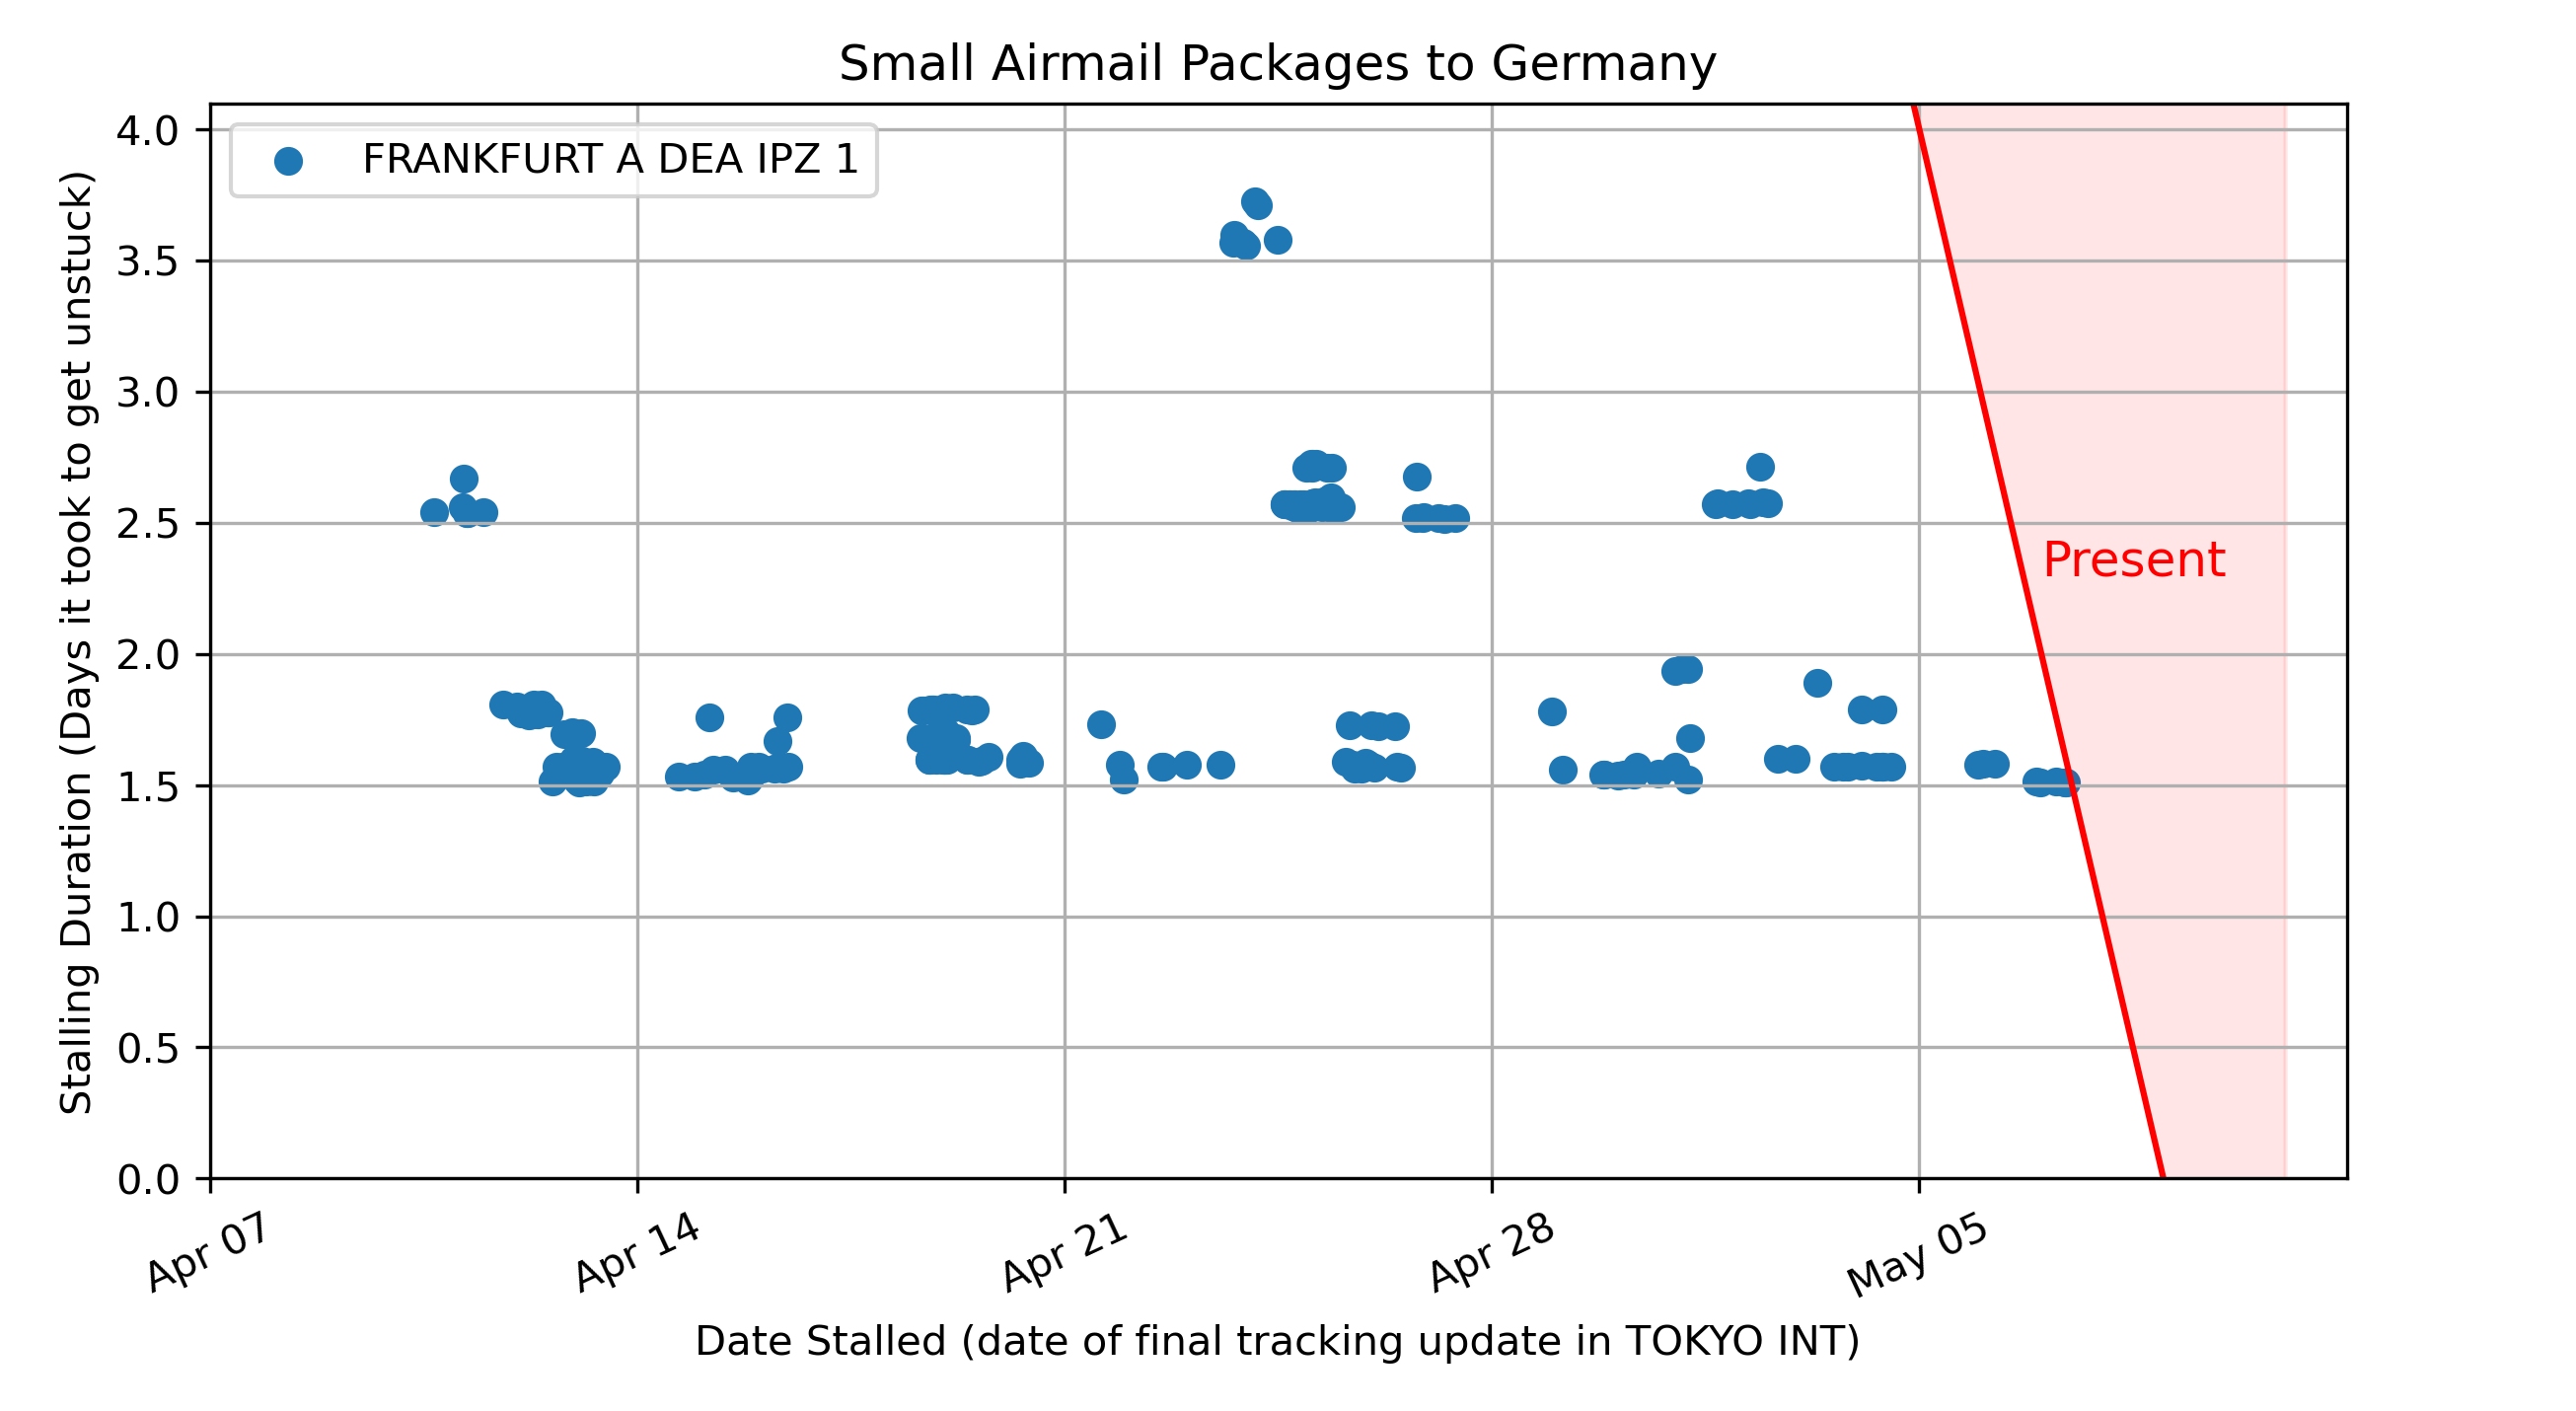 Small Airmail Packages to Germany
FRANKFURT A DEA IPZ 1
4.0
3.5
3.0
2.5
2.0
1.5
1.0
0.5
0.0
Stalling Duration (Days it took to get unstuck)
Present
Apr 07
Apr 14
Apr 21
Apr 28
May 05
Date Stalled (date of final tracking update in TOKYO INT)